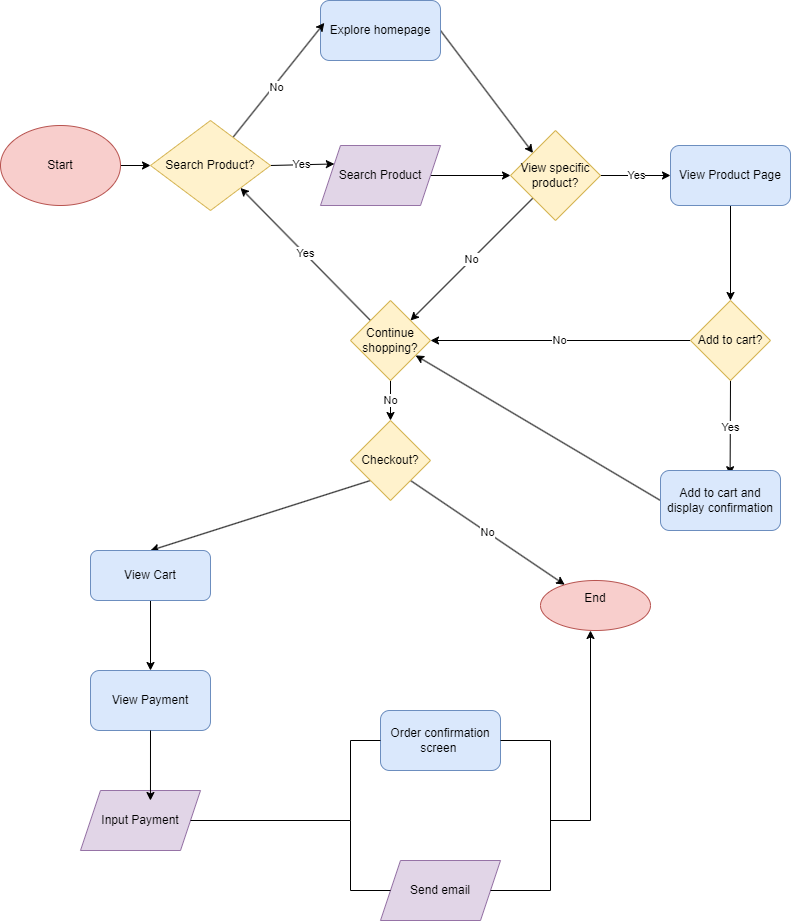 Explore homepage
No
Start
Search Product?
Yes
Search Product
View specific
product?
Yes
View Product Page
Yes
No
Continue
shopping?
No
Add to cart?
No
Yes
Checkout?
Add to cart and
display confirmation
No
View Cart
End
View Payment
Order confirmation
screen
Input Payment
Send email